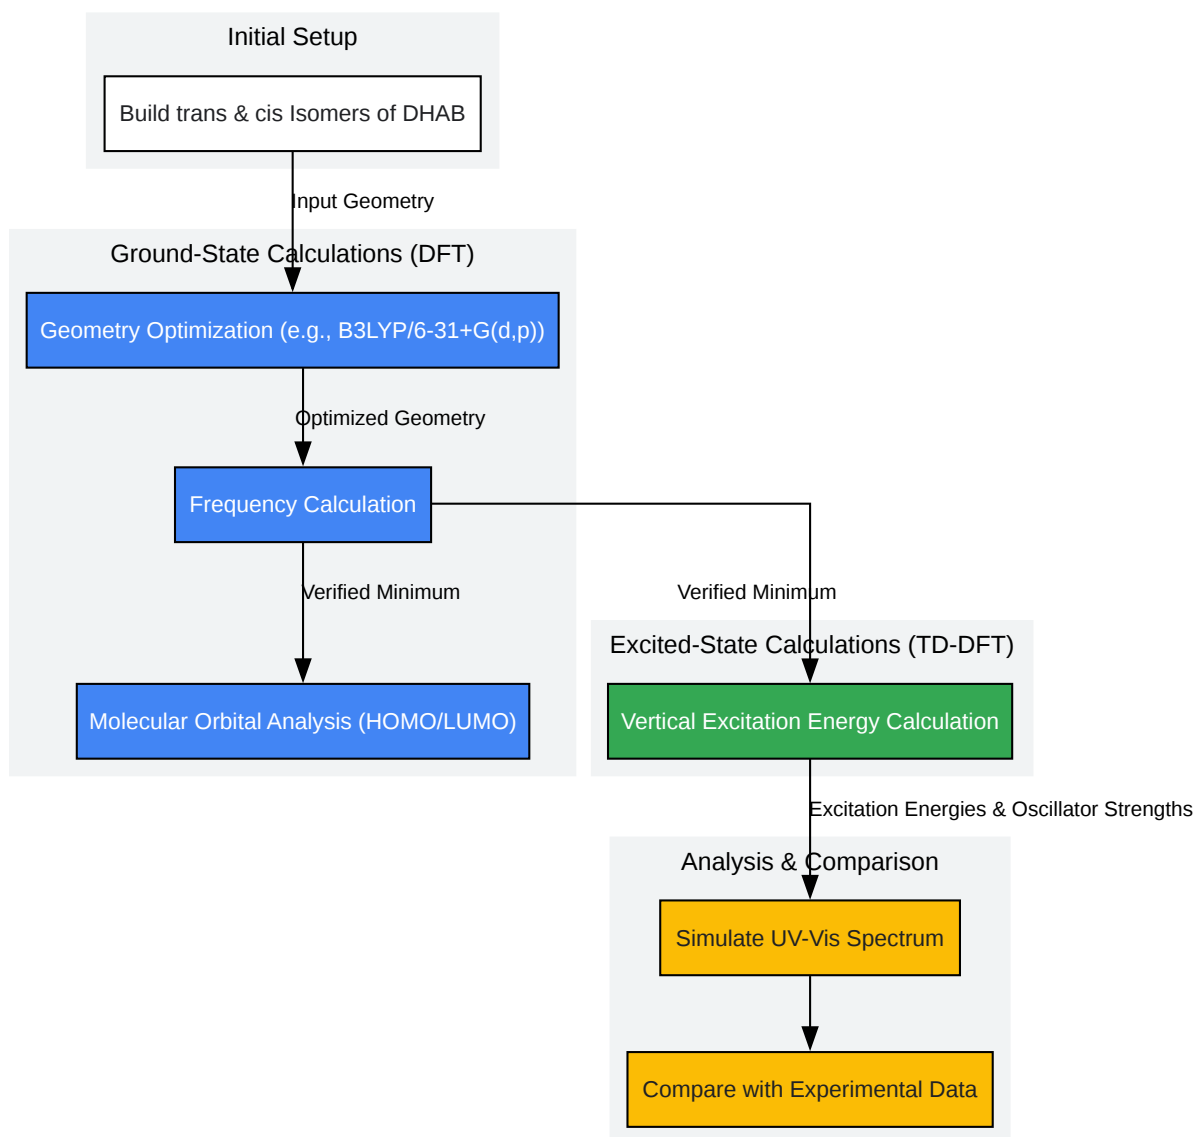 Initial Setup
Build trans & cis Isomers of DHAB
Input Geometry
Ground-State Calculations (DFT)
Geometry Optimization (e.g., B3LYP/6-31+G(d,p))
Optimized Geometry
Frequency Calculation
Verified Minimum
Verified Minimum
Molecular Orbital Analysis (HOMO/LUMO)
Excited-State Calculations (TD-DFT)
Vertical Excitation Energy Calculation
Excitation Energies & Oscillator Strengths
Analysis & Comparison
Simulate UV-Vis Spectrum
Compare with Experimental Data